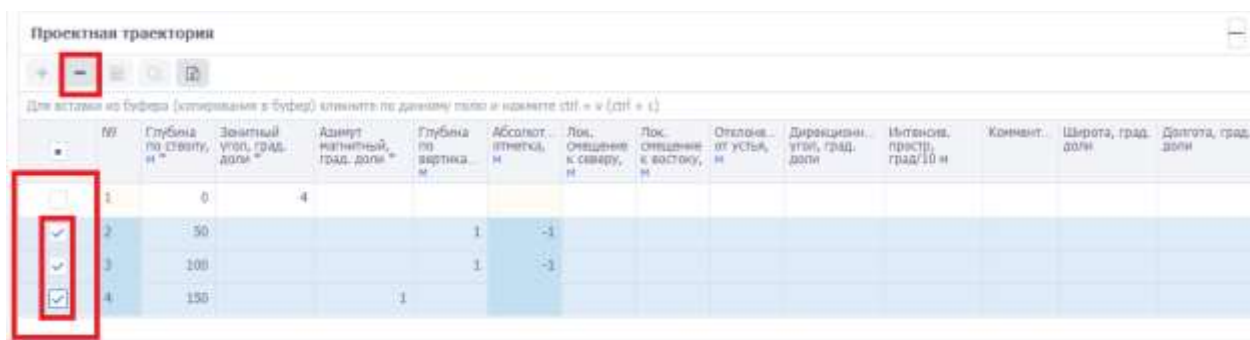 Проектная траектория
Для вставки из буфера (копирования в буфер) кликните по данному полю и нажмите ctrl + v (ctrl + c)
№ Глубина по стволу, м * Зенитный угол, град. доли * Азимут магнитный, град. доли * Глубина по вертика... м Абсолют... отметка, м Лок. смещение к северу, м Лок. смещение к востоку, м Отклоне... от устья, м Дирекционн... угол, град. доли Интенсив. простр, град/10 м Коммент... Широта, град. доли Долгота, град. доли
1 0 4
2 50 1 -1
3 100 1 -1
4 150 1